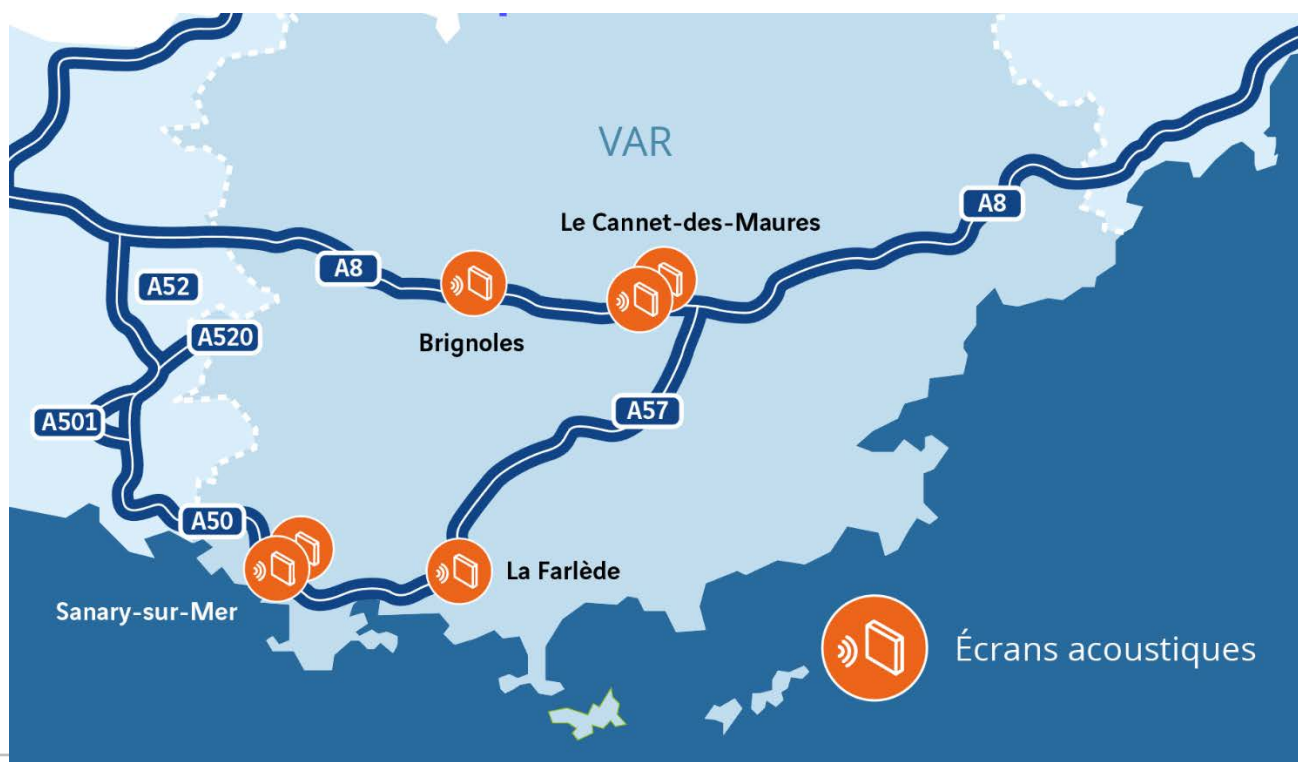 VAR
A8
Le Cannet-des-Maures
A8
A52
A520
Brignoles
A501
A57
A50
La Farlède
Sanary-sur-Mer
Écrans acoustiques